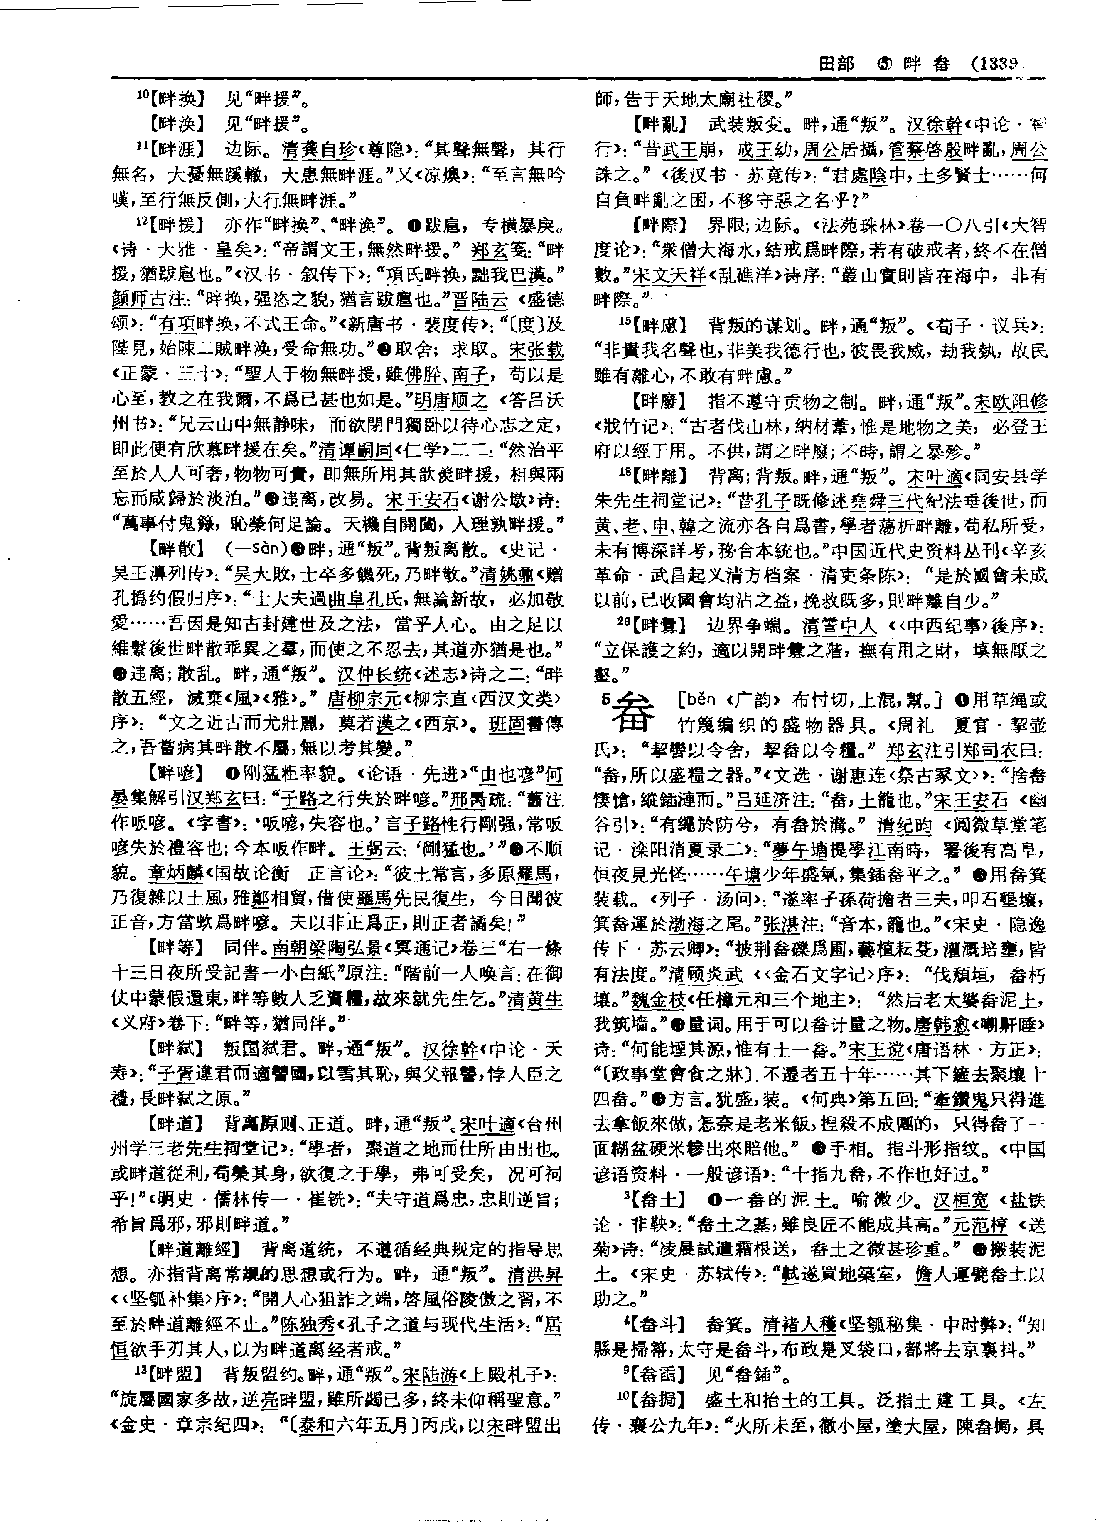 田部 ⑤ 畔 畚 (1339
10【畔换】 见“畔援”。
【畔涣】 见“畔援”。
11【畔涯】 边际。清龚自珍《尊隐》：“其聲無聲，其行
無名，大憂無蹊轍，大患無畔涯。”又《凉燠》：“至言無吟
嘆，至行無反側，大行無畔涯。”
12【畔援】 亦作“畔换”、“畔涣”。❶跋扈，专横暴戾。
《诗·大雅·皇矣》：“帝謂文王，無然畔援。”郑玄笺：“畔
援，猶跋扈也。”《汉书·叙传下》：“項氏畔换，黜我巴漢。”
颜师古注：“畔换，强恣之貌，猶言跋扈也。”晋陆云《盛德
颂》：“有项畔换，不式王命。”《新唐书·裴度传》：“〔度〕及
陛見，始陳二賊畔涣，受命無功。”❷取舍；求取。宋张载
《正蒙·三十》：“聖人于物無畔援，雖佛肸、南子，苟以是
心至，教之在我爾，不爲已甚也如是。”明唐顺之《答吕沃
州书》：“兄云山中無静味，而欲閉門獨卧以待心志之定，
即此便有欣慕畔援在矣。”清谭嗣同《仁学》二二：“然治平
至於人人可奢，物物可貴，即無所用其歆羨畔援，相與兩
忘而咸歸於淡泊。”❸违离，改易。宋王安石《谢公墩》诗：
“萬事付鬼籙，恥榮何足論。天機自開闔，人理孰畔援。”
【畔散】 (—sàn)❶畔，通“叛”。背叛离散。《史记·
吴王濞列传》：“吴大敗，士卒多饑死，乃畔散。”清姚鼐《赠
孔撝约假归序》：“士大夫過曲阜孔氏，無論新故，必加敬
愛……吾因是知古封建世及之法，當乎人心。由之足以
維繫後世畔散乖異之羣，而使之不忍去，其道亦猶是也。”
❷违离；散乱。畔，通“叛”。汉仲长统《述志》诗之二：“畔
散五經，滅棄《風》《雅》。”唐柳宗元《柳宗直〈西汉文类〉
序》：“文之近古而尤壯麗，莫若漢之《西京》。班固書傳
之，吾嘗病其畔散不屬，無以考其變。”
【畔喭】 ❶刚猛粗率貌。《论语·先进》“由也喭”何
晏集解引汉郑玄曰：“子路之行失於畔喭。”邢昺疏：“舊注
作㕫喭。《字書》：‘㕫喭，失容也。’言子路性行剛强，常㕫
喭失於禮容也；今本㕫作畔。王弼云：‘剛猛也。’”❷不顺
貌。章炳麟《国故论衡·正言论》：“彼土常言，多原羅馬，
乃復雜以土風，雅鄭相貿，借使羅馬先民復生，今日聞彼
正音，方當斁爲畔喭。夫以非正爲正，則正者譎矣！”
【畔等】 同伴。南朝梁陶弘景《冥通记》卷三“右一條
十三日夜所受記書一小白紙”原注：“階前一人唤言：在御
仗中蒙假還東，畔等數人乏資糧，故來就先生乞。”清黄生
《义府》卷下：“畔等，猶同伴。”
【畔弑】 叛国弑君。畔，通“叛”。汉徐幹《中论·夭
寿》：“子胥違君而適讐國，以雪其恥，與父報讐，悖人臣之
禮，長畔弑之原。”
【畔道】 背离原则、正道。畔，通“叛”。宋叶適《台州
州学三老先生祠堂记》：“學者，聚道之地而仕所由出也。
或畔道從利，苟榮其身，欲復之于學，弗可受矣，况可祠
乎！”《明史·儒林传一·崔铣》：“夫守道爲忠，忠則逆旨；
希旨爲邪，邪則畔道。”
【畔道離經】 背离道统，不遵循经典规定的指导思
想。亦指背离常规的思想或行为。畔，通“叛”。清洪昇
《〈坚瓠补集〉序》：“開人心狙詐之端，啓風俗陵傲之習，不
至於畔道離經不止。”陈独秀《孔子之道与现代生活》：“居
恒欲手刃其人，以为畔道离经者戒。”
13【畔盟】 背叛盟约。畔，通“叛”。宋陆游《上殿札子》：
“旋屬國家多故，逆亮畔盟，雖所蠲已多，終未仰稱聖意。”
《金史·章宗纪四》：“〔泰和六年五月〕丙戌，以宋畔盟出
師，告于天地太廟社稷。”
【畔亂】 武装叛变。畔，通“叛”。汉徐幹《中论·智
行》：“昔武王崩，成王幼，周公居攝，管蔡啓殷畔亂，周公
誅之。”《後汉书·苏竟传》：“君處陰中，土多賢士……何
自負畔亂之困，不移守惡之名乎？”
【畔際】 界限；边际。《法苑珠林》卷一〇八引《大智
度论》：“衆僧大海水，結戒爲畔際，若有破戒者，終不在僧
數。”宋文天祥《乱礁洋》诗序：“叢山實則皆在海中，非有
畔際。”
15【畔慮】 背叛的谋划。畔，通“叛”。《荀子·议兵》：
“非貴我名聲也，非美我德行也，彼畏我威，劫我埶，故民
雖有離心，不敢有畔慮。”
【畔廢】 指不遵守贡物之制。畔，通“叛”。宋欧阳修
《戕竹记》：“古者伐山林，納材葦，惟是地物之美，必登王
府以經于用。不供，謂之畔廢；不時，謂之暴殄。”
18【畔離】 背离；背叛。畔，通“叛”。宋叶適《同安县学
朱先生祠堂记》：“昔孔子既修述堯舜三代紀法垂後世，而
黄、老、申、韓之流亦各自爲書，學者蕩析畔離，苟私所受，
未有博深詳考，務合本統也。”中国近代史资料丛刊《辛亥
革命·武昌起义清方档案·清吏条陈》：“是於國會未成
以前，已收國會均沾之益，挽救既多，則畔離自少。”
20【畔釁】 边界争端。清管中人《〈中西纪事〉後序》：
“立保護之約，適以開畔釁之階，撫有用之財，填無厭之
壑。”
5畚 [běn《广韵》布忖切，上混，幫。]❶用草绳或
竹篾编织的盛物器具。《周礼·夏官·挈壶
氏》：“挈轡以令舍，挈畚以令糧。”郑玄注引郑司农曰：
“畚，所以盛糧之器。”《文选·谢惠连〈祭古冢文〉》：“捨畚
悽愴，縱鍤漣而。”吕延济注：“畚，土籠也。”宋王安石《幽
谷引》：“有繩於防兮，有畚於溝。”清纪昀《阅微草堂笔
记·滦阳消夏录二》：“夢午塘提學江南時，署後有高阜，
恒夜見光怪……午塘少年盛氣，集鍤畚平之。”❷用畚箕
装载。《列子·汤问》：“遂率子孫荷擔者三夫，叩石墾壤，
箕畚運於渤海之尾。”张湛注：“音本，籠也。”《宋史·隐逸
传下·苏云卿》：“披荆畚礫爲圃，藝植耘芟，灌溉培壅，皆
有法度。”清顾炎武《〈金石文字记〉序》：“伐頽垣，畚朽
壤。”魏金枝《任樟元和三个地主》：“然后老太婆畚泥土，
我筑墙。”❸量词。用于可以畚计量之物。唐韩愈《嘲鼾睡》
诗：“何能堙其源，惟有土一畚。”宋王谠《唐语林·方正》：
“〔政事堂會食之牀〕不遷者五十年……其下鏟去聚壤十
四畚。”❹方言。犹盛，装。《何典》第五回：“牽鑽鬼只得進
去拿飯來做，怎奈是老米飯，捏殺不成團的，只得畚了一
面糊盆硬米糝出來賠他。”❺手相。指斗形指纹。《中国
谚语资料·一般谚语》：“十指九畚，不作也好过。”
3【畚土】 ❶一畚的泥土。喻微少。汉桓宽《盐铁
论·非鞅》：“畚土之基，雖良匠不能成其高。”元范梈《送
菊》诗：“凌晨試遣霜根送，畚土之微甚珍重。”❷搬装泥
土。《宋史·苏轼传》：“軾遂買地築室，儋人運甓畚土以
助之。”
4【畚斗】 畚箕。清褚人穫《坚瓠秘集·中时弊》：“知
縣是掃箒，太守是畚斗，布政是叉袋口，都將去京裏抖。”
9【畚臿】 见“畚鍤”。
10【畚挶】 盛土和抬土的工具。泛指土建工具。《左
传·襄公九年》：“火所未至，徹小屋，塗大屋，陳畚挶，具